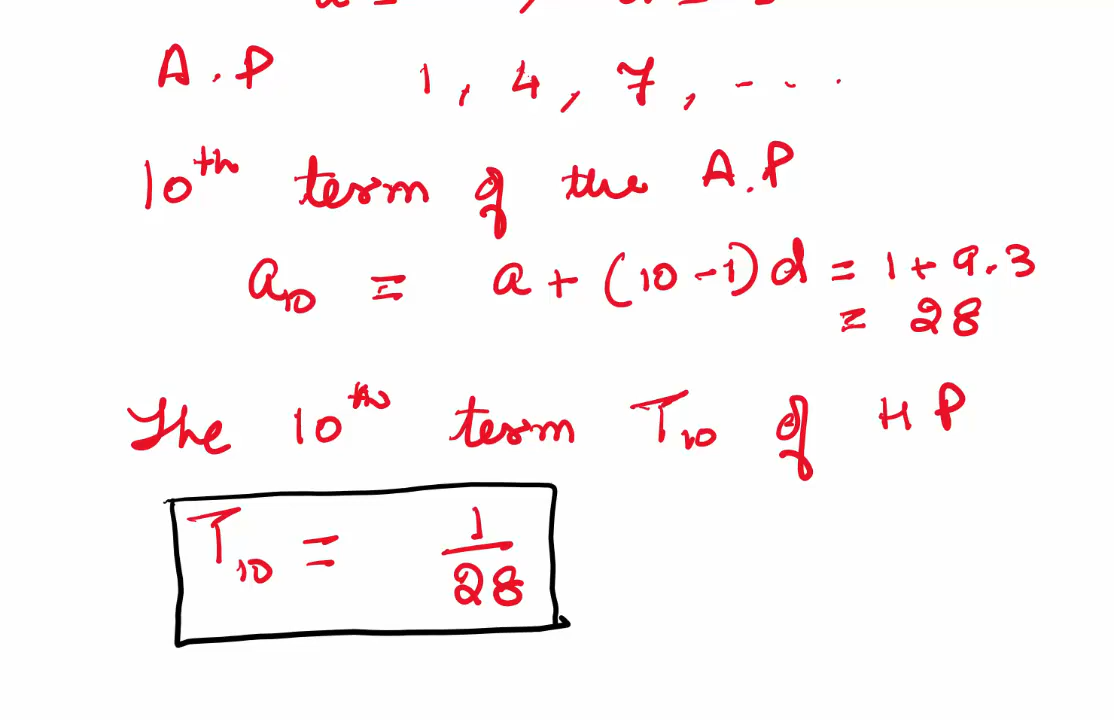 A.P 1, 4, 7, - - - .
10th term of the A.P
a10 = a + (10-1)d = 1+9.3
= 28
The 10th term T10 of HP
T10 = 1/28